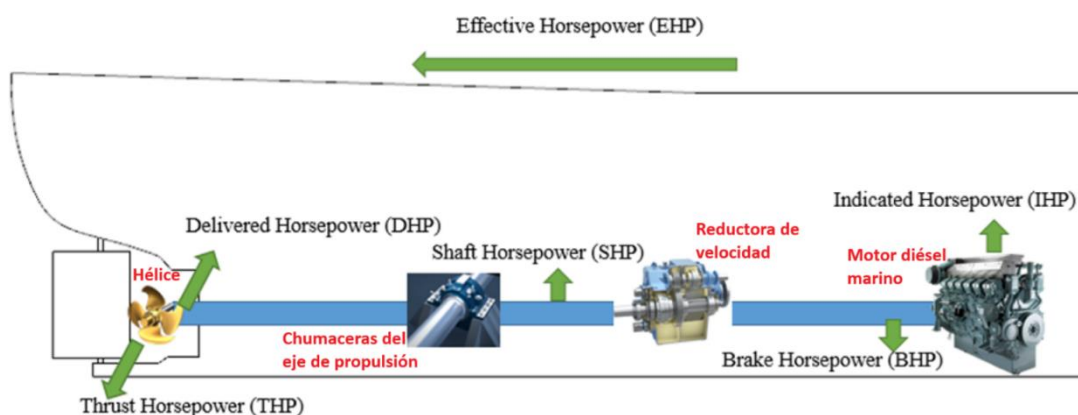 Effective Horsepower (EHP)
Indicated Horsepower (IHP)
Delivered Horsepower (DHP)
Reductora de
velocidad
Shaft Horsepower (SHP)
Motor diésel
marino
Hélice
Chumaceras del
eje de propulsión
Brake Horsepower (BHP)
Thrust Horsepower (THP)